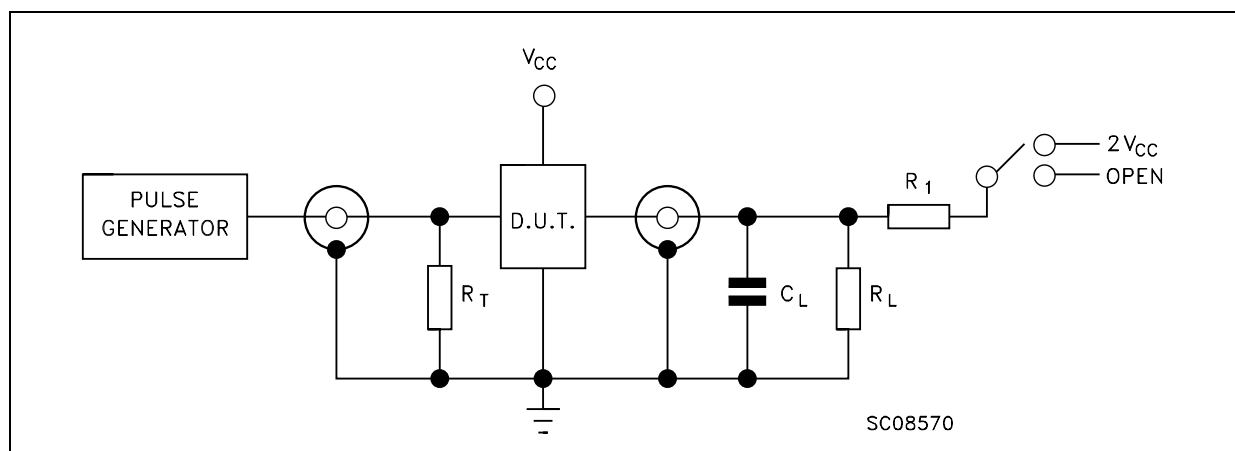 VCC
2VCC
OPEN
R1
PULSE
GENERATOR
D.U.T.
RT
CL
RL
SC08570